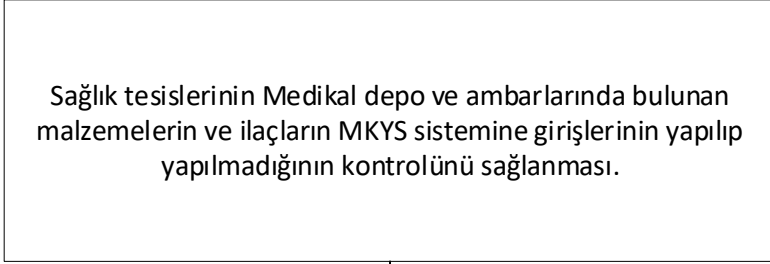 Sağlık tesislerinin Medikal depo ve ambarlarında bulunan
malzemelerin ve ilaçların MKYS sistemine girişlerinin yapılıp
yapılmadığının kontrolünü sağlanması.